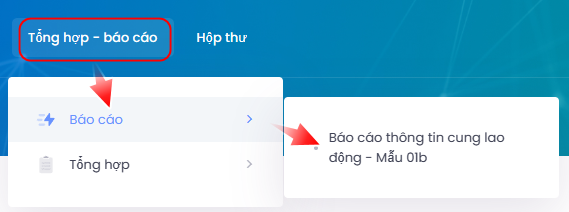 Tổng hợp - báo cáo
Hộp thư
Báo cáo
Tổng hợp
Báo cáo thông tin cung lao
động - Mẫu 01b